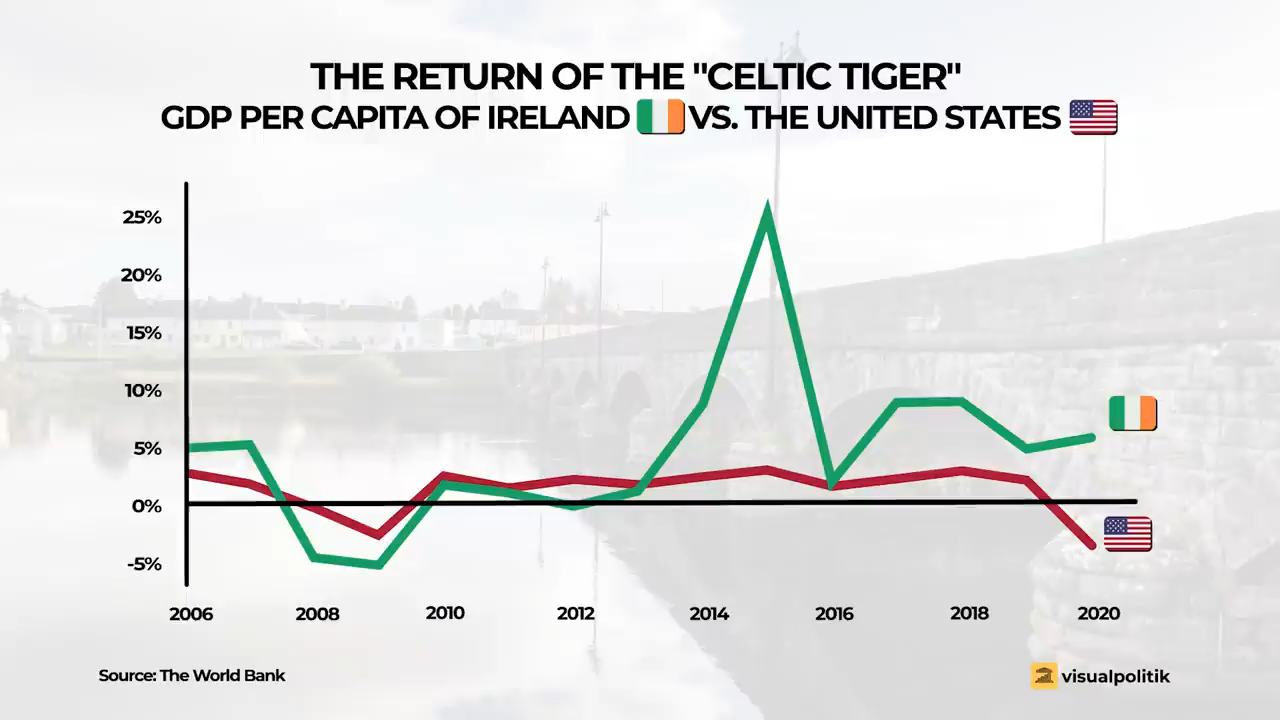 THE RETURN OF THE "CELTIC TIGER"
GDP PER CAPITA OF IRELAND VS. THE UNITED STATES
25%
20%
15%
10%
5%
0%
-5%
2006 2008 2010 2012 2014 2016 2018 2020
Source: The World Bank
visualpolitik